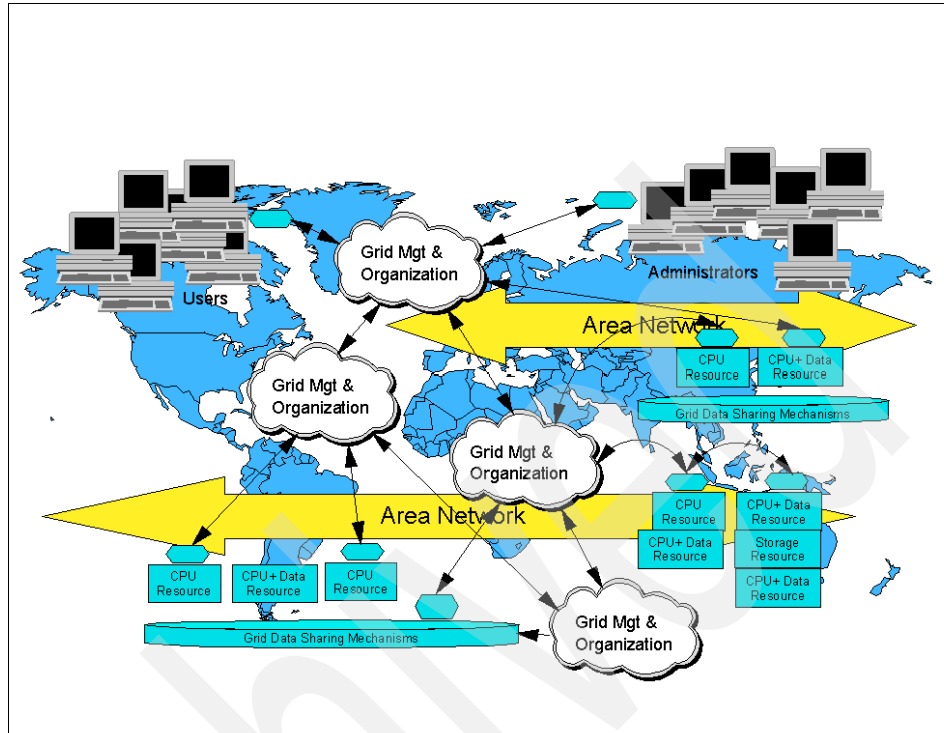 Grid Mgt &
Organization
Users
Administrators
Area Network
CPU
Resource
CPU+ Data
Resource
Grid Mgt &
Organization
Grid Data Sharing Mechanisms
Grid Mgt &
Organization
Area Network
CPU
Resource
CPU+ Data
Resource
CPU+ Data
Resource
Storage
Resource
CPU+ Data
Resource
CPU
Resource
CPU+ Data
Resource
CPU
Resource
Grid Data Sharing Mechanisms
Grid Mgt &
Organization